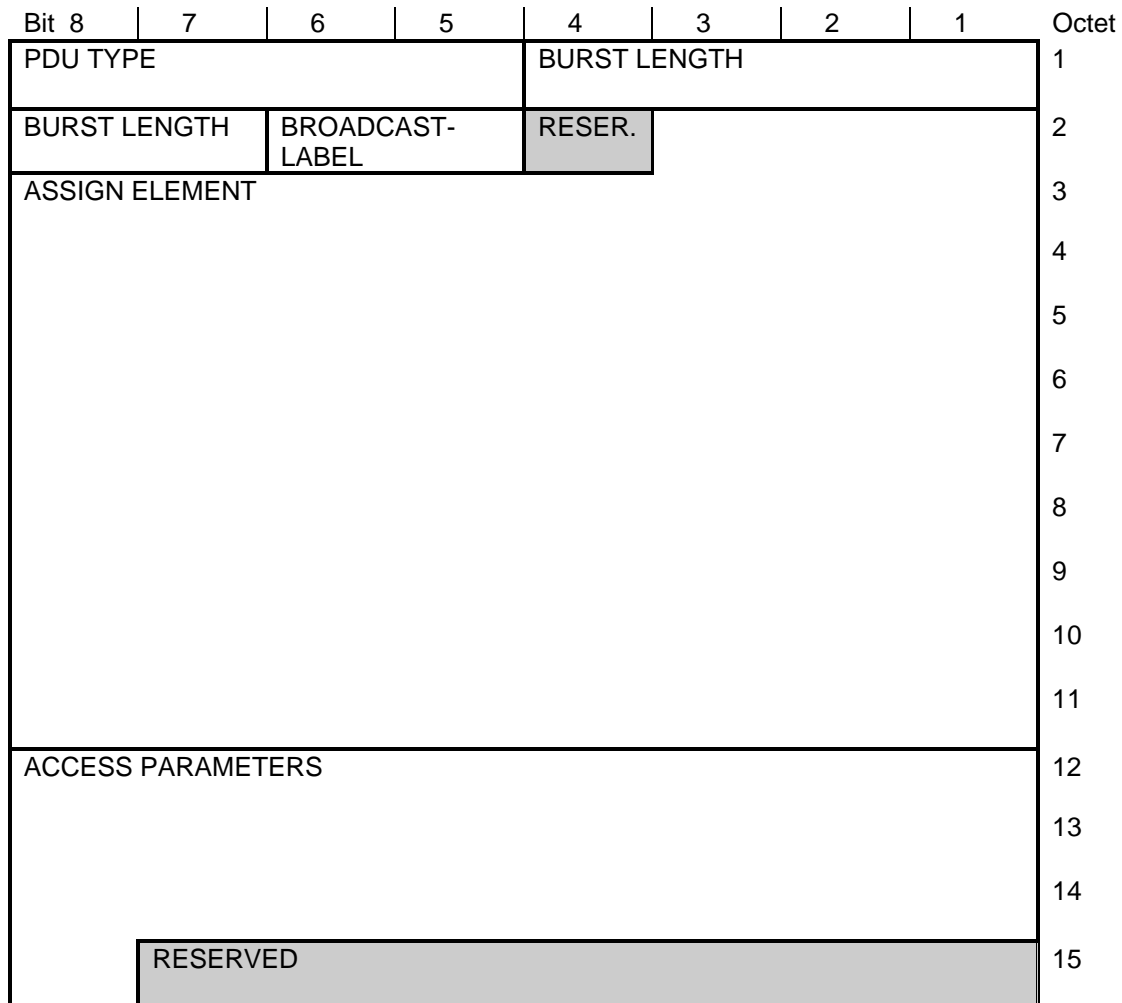 Bit 8 7 6 5 4 3 2 1 Octet
PDU TYPE BURST LENGTH 1
BURST LENGTH BROADCAST- RESER. 2
LABEL
ASSIGN ELEMENT 3
4
5
6
7
8
9
10
11
ACCESS PARAMETERS 12
13
14
RESERVED 15